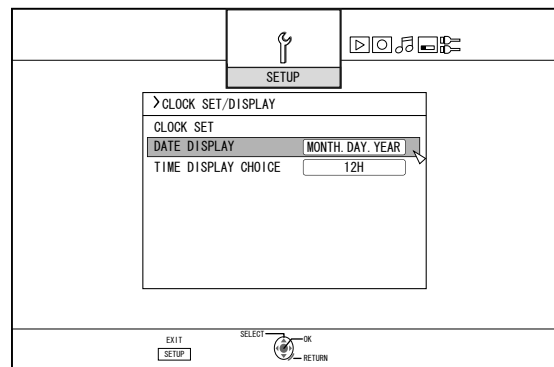 SETUP
>CLOCK SET/DISPLAY
CLOCK SET
DATE DISPLAY MONTH.DAY.YEAR
TIME DISPLAY CHOICE 12H
EXIT
SETUP
SELECT
OK
RETURN